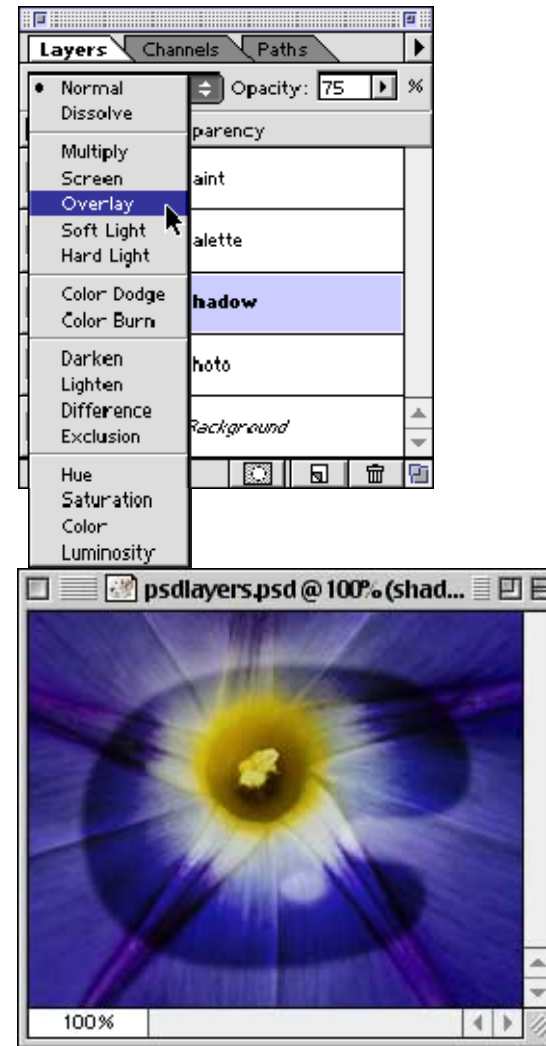 Layers Channels Paths
Normal Opacity: 75 %
Dissolve
parency
Multiply
Screen aint
Overlay
Soft Light alette
Hard Light
Color Dodge hadow
Color Burn
Darken hoto
Lighten
Difference
Exclusion Background
Hue
Saturation
Color
Luminosity
psdlayers.psd @ 100% (shad...
100%